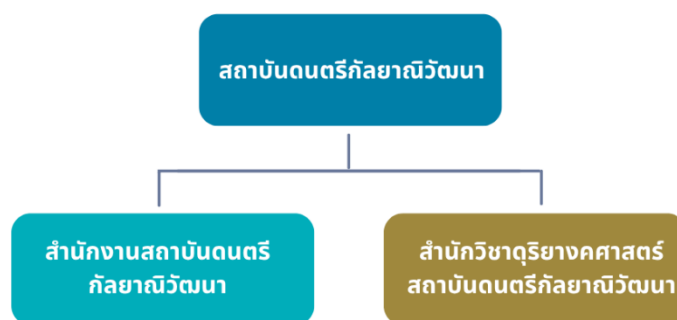 สถาบันดนตรีกัลยาณิวัฒนา
สำนักงานสถาบันดนตรี
กัลยาณิวัฒนา
สำนักวิชาดุริยางคศาสตร์
สถาบันดนตรีกัลยาณิวัฒนา